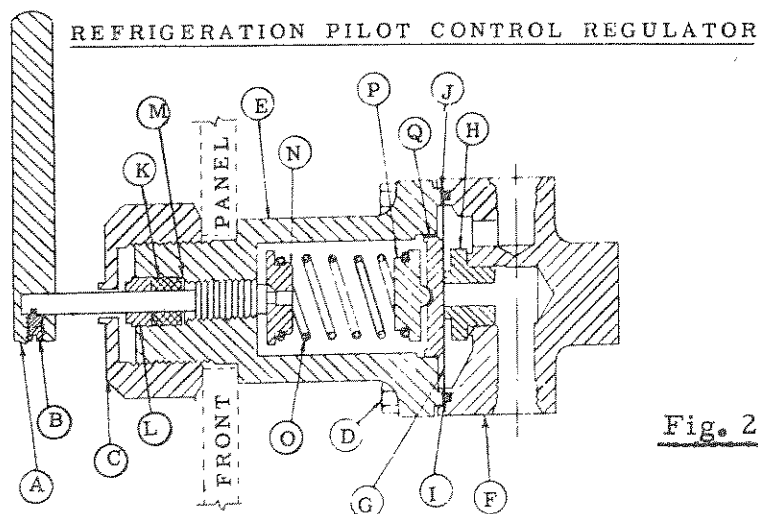 REFRIGERATION PILOT CONTROL REGULATOR
P
J
E
M
Q
H
K
N
PANEL
FRONT
B
L
O
D
A
C
G
I
F
Fig. 2